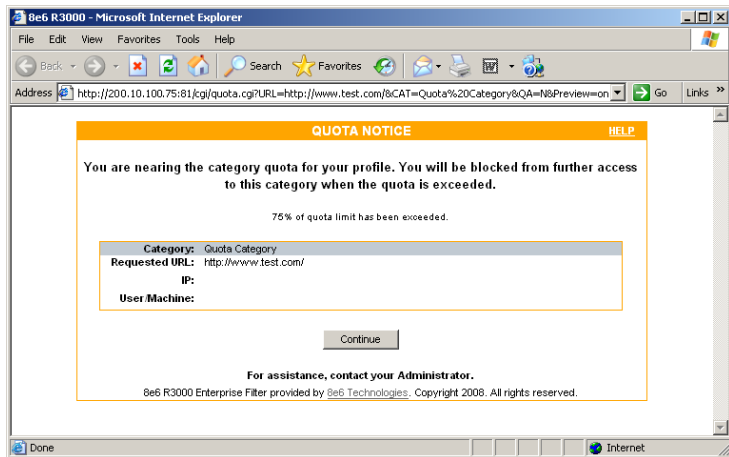 8e6 R3000 - Microsoft Internet Explorer
File Edit View Favorites Tools Help
Back Search Favorites
Address http://200.10.100.75:81/cgi/quota.cgi?URL=http://www.test.com/&CAT=Quota%20Category&QA=N&Preview=on Go Links »
QUOTA NOTICE HELP
You are nearing the category quota for your profile. You will be blocked from further access
to this category when the quota is exceeded.
75% of quota limit has been exceeded.
Category: Quota Category
Requested URL: http://www.test.com/
IP:
User/Machine:
Continue
For assistance, contact your Administrator.
8e6 R3000 Enterprise Filter provided by 8e6 Technologies. Copyright 2008. All rights reserved.
Done Internet